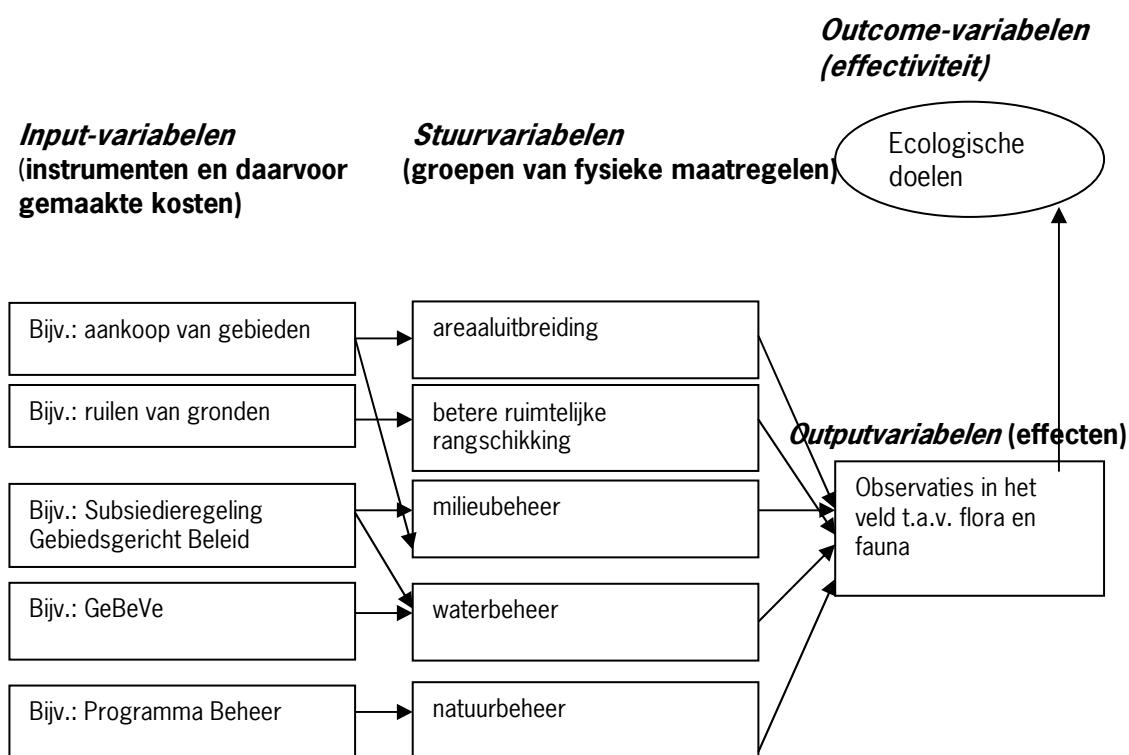 Outcome-variabelen
(effectiviteit)
Input-variabelen
(instrumenten en daarvoor
gemaakte kosten)
Stuurvariabelen
(groepen van fysieke maatregelen)
Ecologische
doelen
Bijv.: aankoop van gebieden
areaaluitbreiding
Bijv.: ruilen van gronden
betere ruimtelijke
rangschikking
Outputvariabelen (effecten)
Bijv.: Subsiedieregeling
Gebiedsgericht Beleid
milieubeheer
Observaties in het
veld t.a.v. flora en
fauna
Bijv.: GeBeVe
waterbeheer
Bijv.: Programma Beheer
natuurbeheer